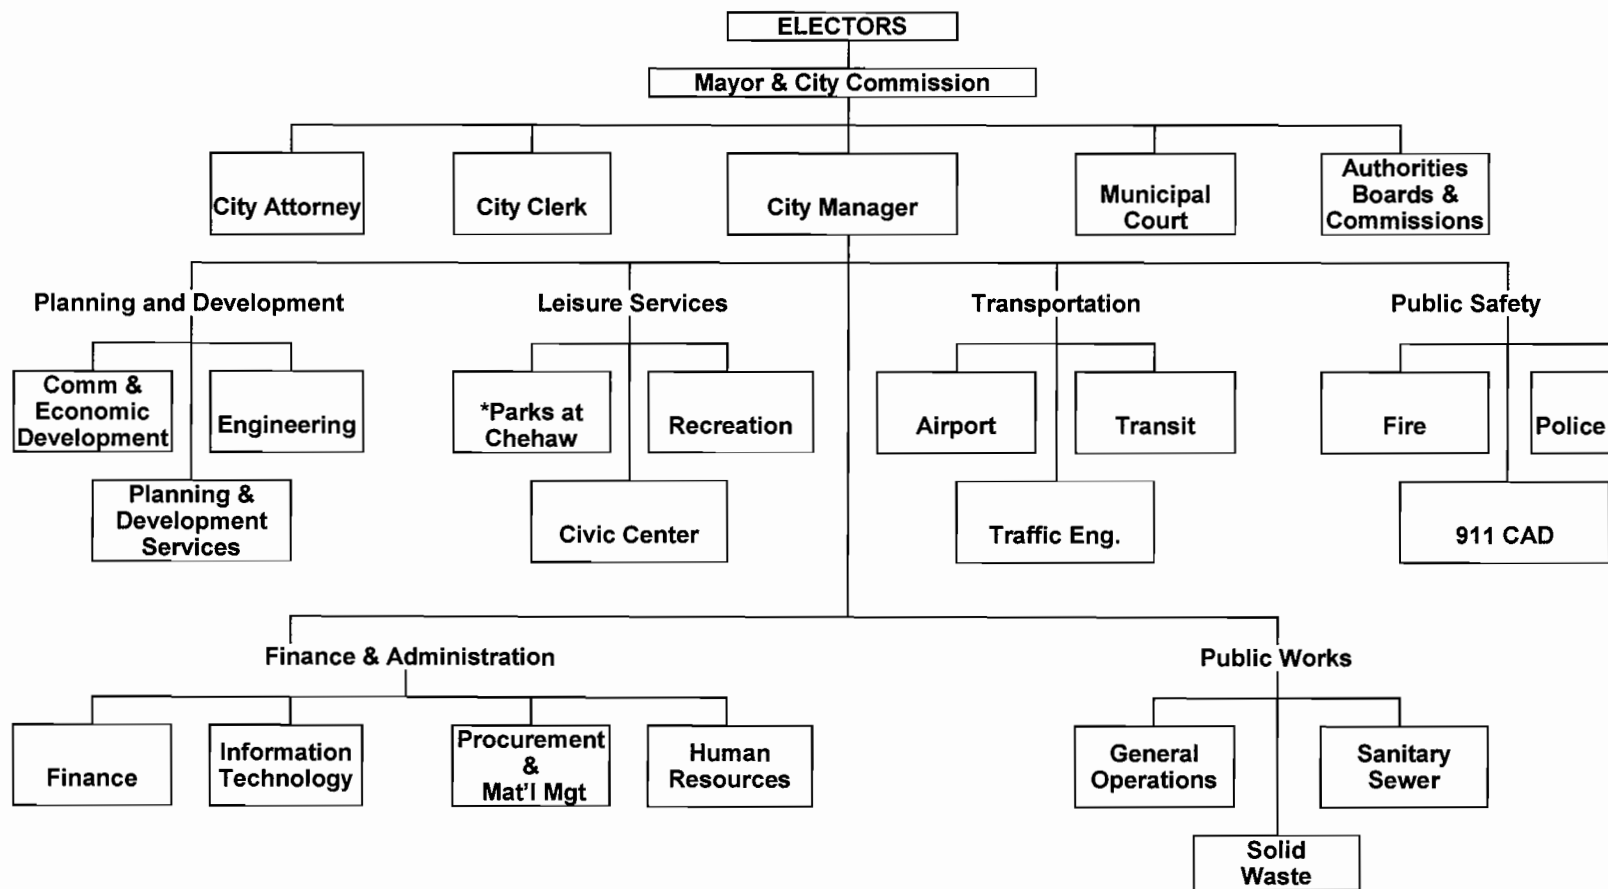 ELECTORS
Mayor & City Commission
City Attorney
City Clerk
City Manager
Municipal
Court
Authorities
Boards &
Commissions
Planning and Development
Leisure Services
Transportation
Public Safety
Comm &
Economic
Development
Engineering
*Parks at
Chehaw
Recreation
Airport
Transit
Fire
Police
Planning &
Development
Services
Civic Center
Traffic Eng.
911 CAD
Finance & Administration
Public Works
Finance
Information
Technology
Procurement
&
Mat'l Mgt
Human
Resources
General
Operations
Sanitary
Sewer
Solid
Waste